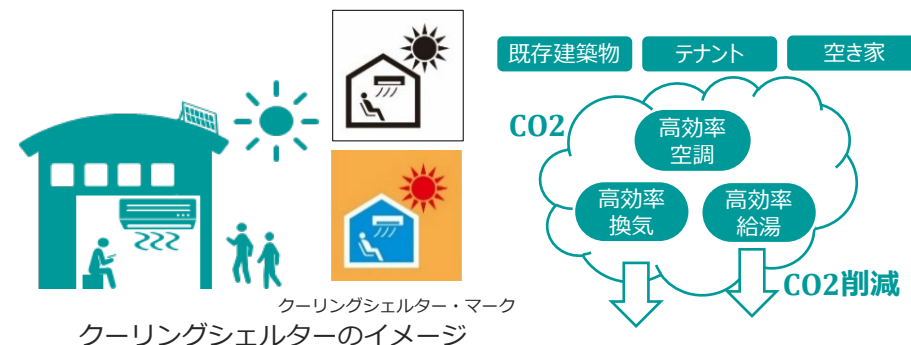 クーリングシェルター・マーク
クーリングシェルターのイメージ
既存建築物
テナント
空き家
CO2
高効率
空調
高効率
換気
高効率
給湯
CO2削減